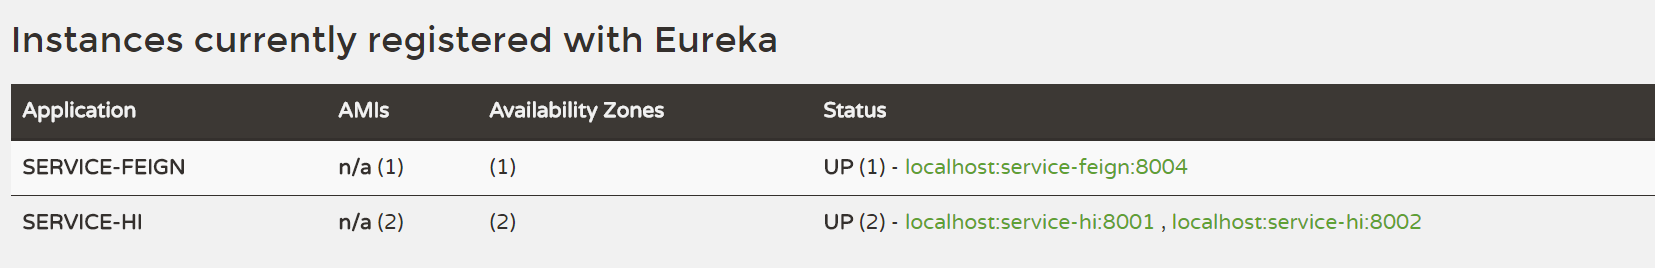 Instances currently registered with Eureka
Application AMIs Availability Zones Status
SERVICE-FEIGN n/a (1) (1) UP (1) - localhost:service-feign:8004
SERVICE-HI n/a (2) (2) UP (2) - localhost:service-hi:8001 , localhost:service-hi:8002